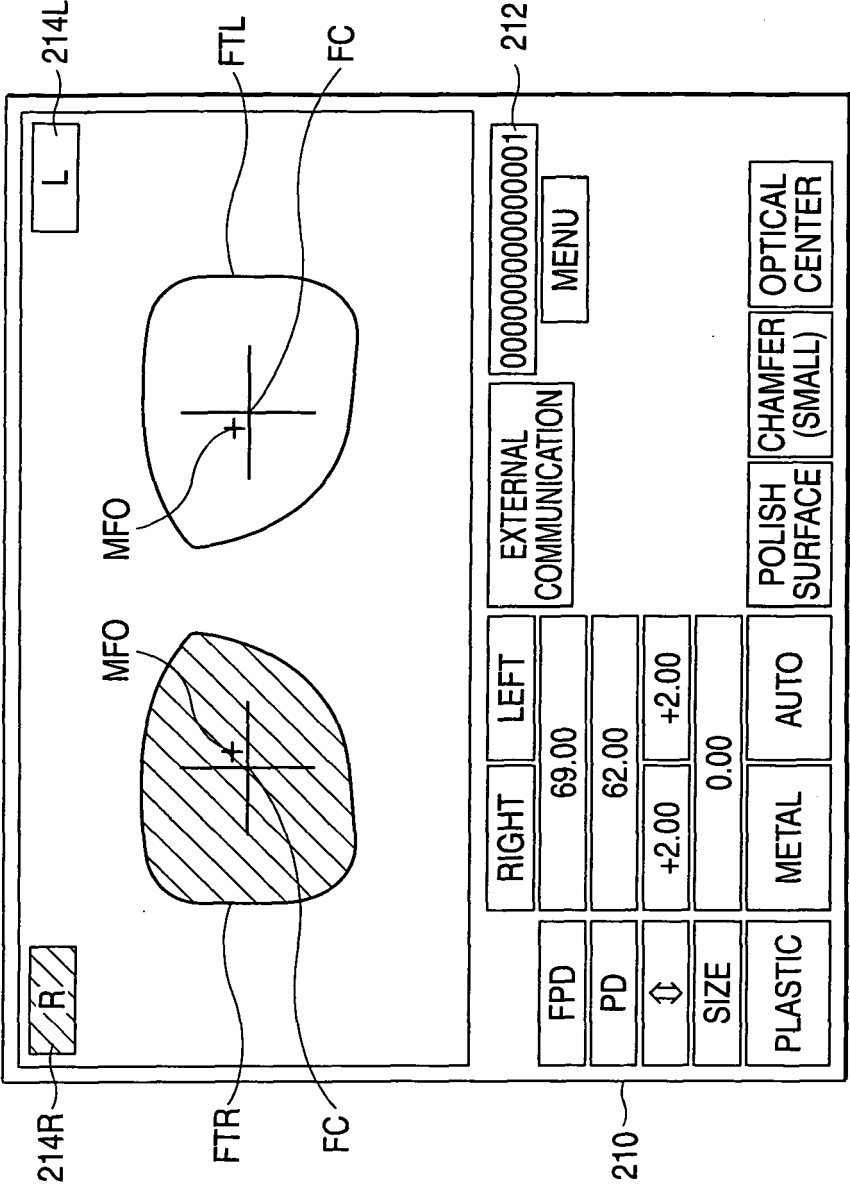 214R
R
L
214L
MFO
MFO
FTR
FTL
FC
FC
RIGHT
LEFT
EXTERNAL
COMMUNICATION
0000000000000001
212
FPD
69.00
MENU
PD
62.00
210
⇕
+2.00
+2.00
SIZE
0.00
PLASTIC
METAL
AUTO
POLISH
SURFACE
CHAMFER
(SMALL)
OPTICAL
CENTER